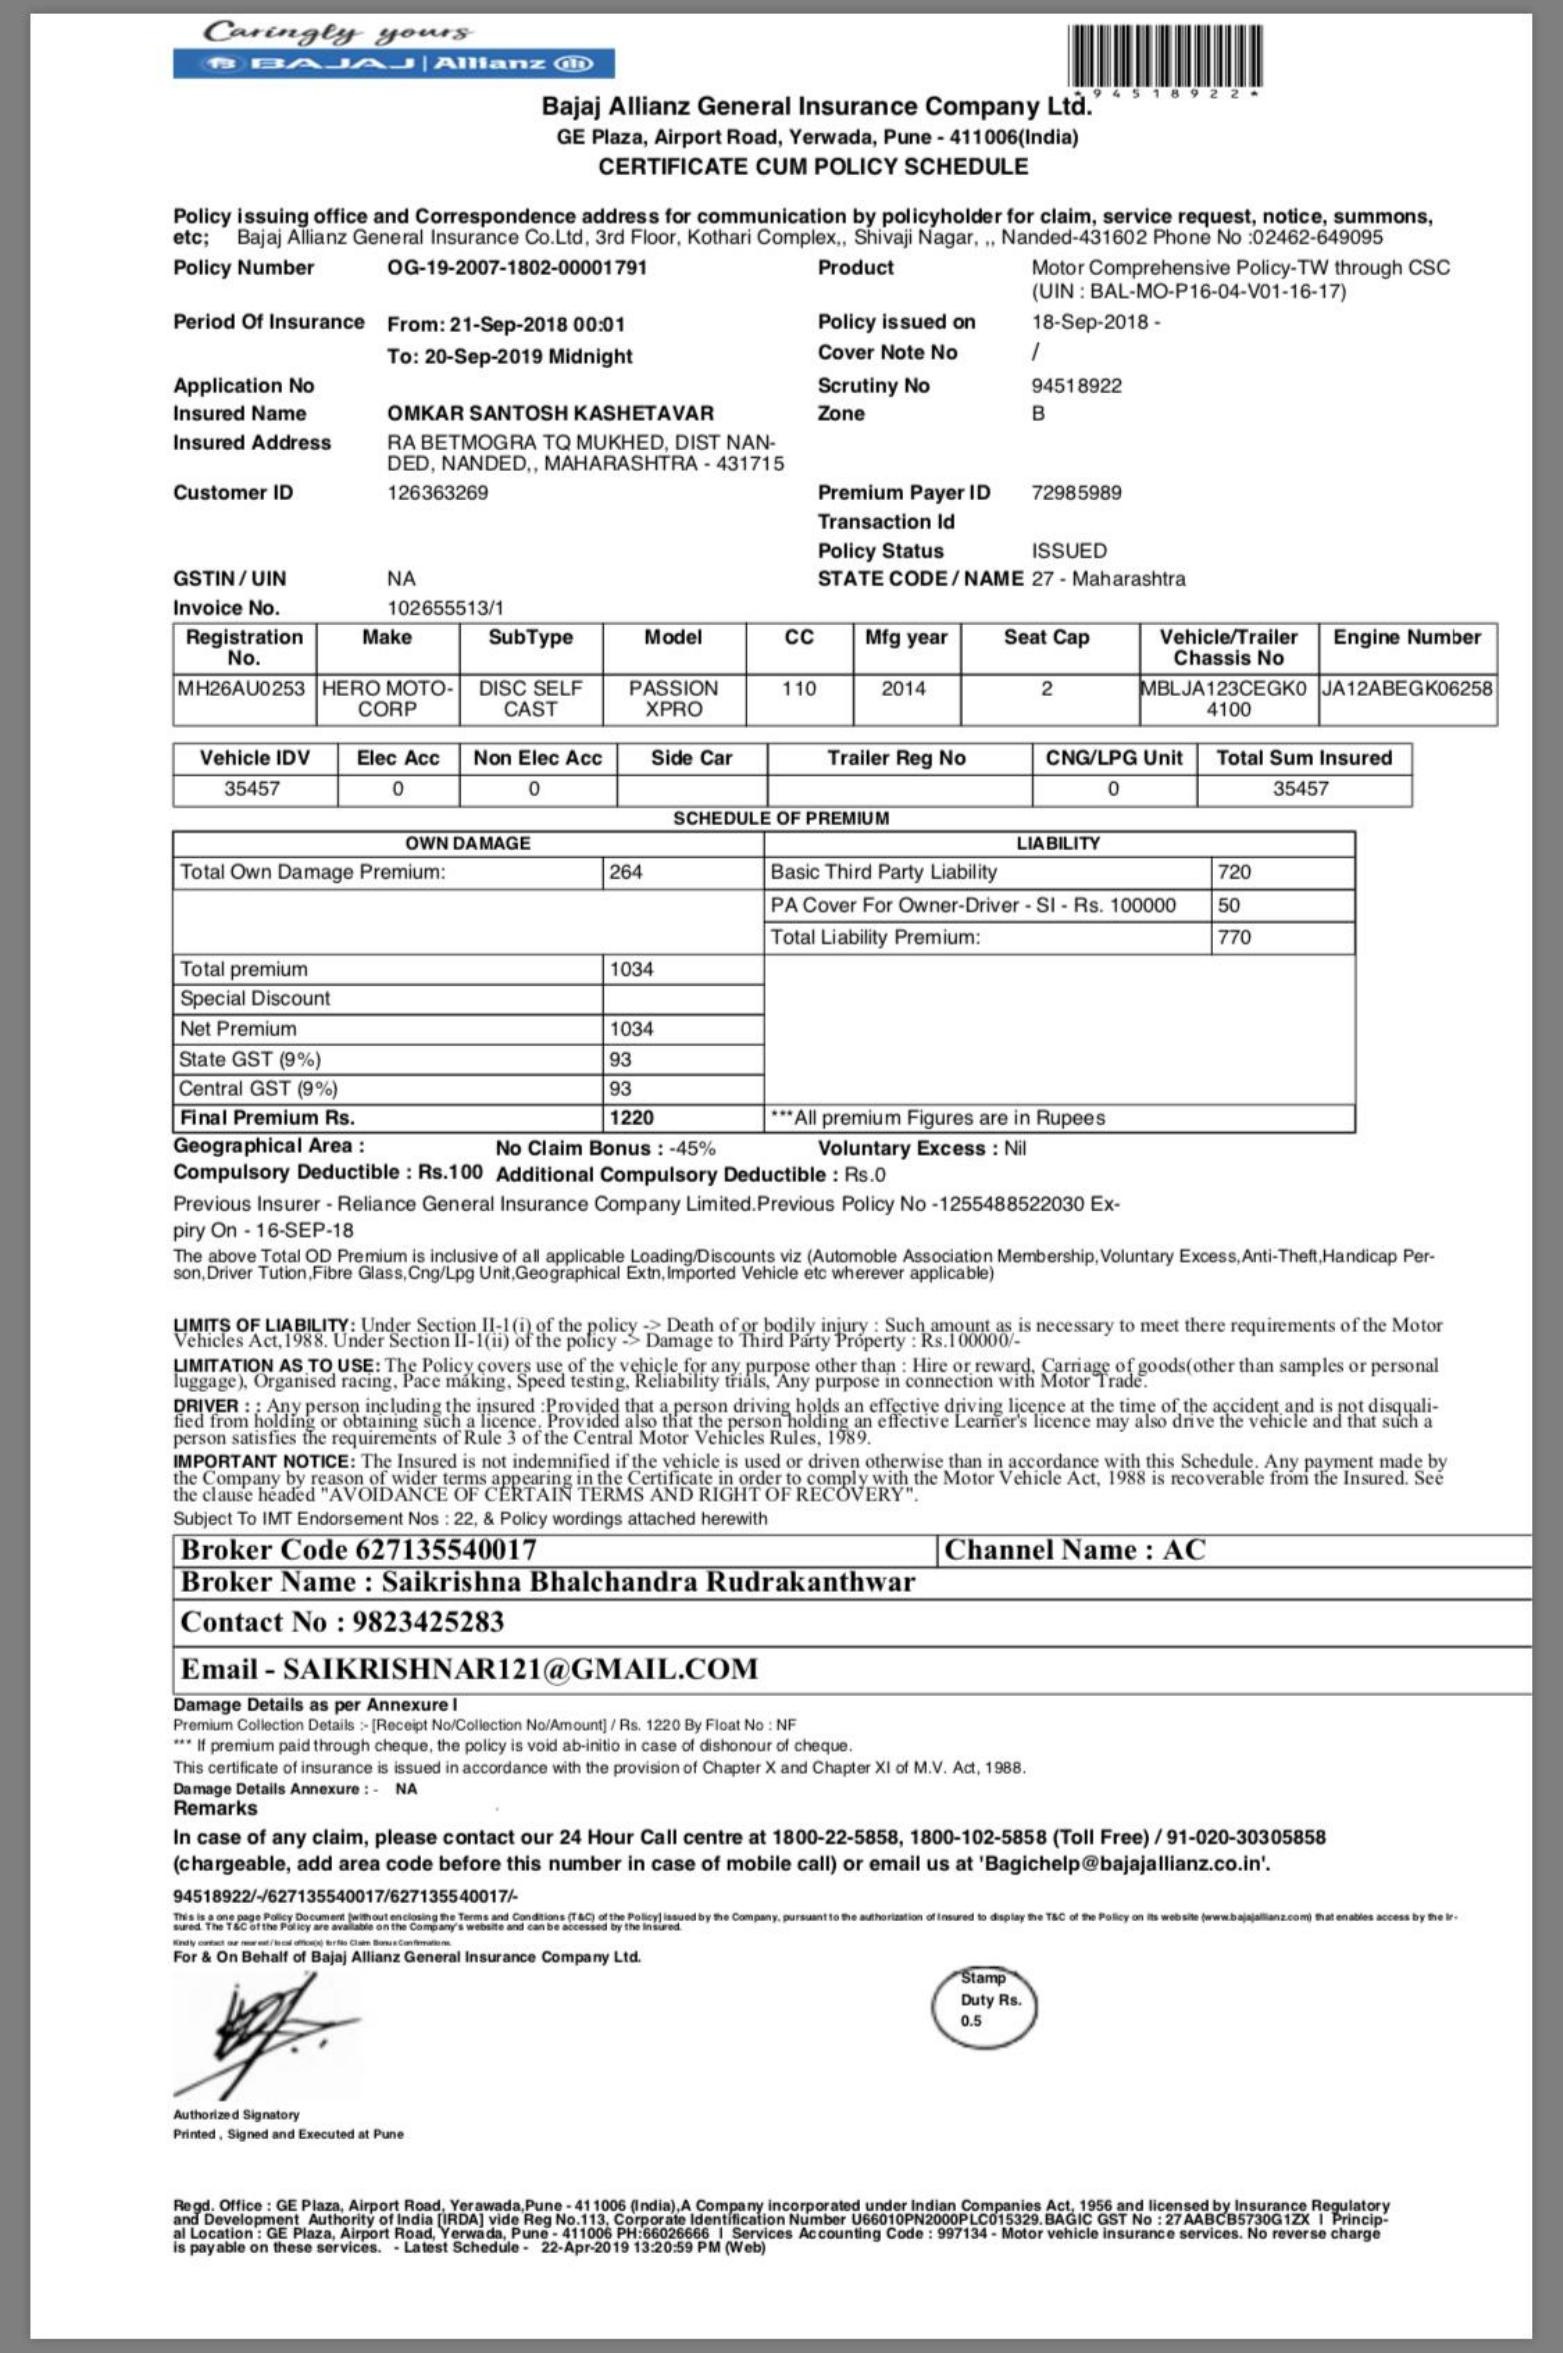 Caringly yours
BAJAJ | Allianz
*94518922*
Bajaj Allianz General Insurance Company Ltd.
GE Plaza, Airport Road, Yerwada, Pune - 411006(India)
CERTIFICATE CUM POLICY SCHEDULE
Policy issuing office and Correspondence address for communication by policyholder for claim, service request, notice, summons,
etc; Bajaj Allianz General Insurance Co.Ltd, 3rd Floor, Kothari Complex,, Shivaji Nagar, ,, Nanded-431602 Phone No :02462-649095
Policy Number OG-19-2007-1802-00001791 Product Motor Comprehensive Policy-TW through CSC
(UIN : BAL-MO-P16-04-V01-16-17)
Period Of Insurance From: 21-Sep-2018 00:01 Policy issued on 18-Sep-2018 -
To: 20-Sep-2019 Midnight Cover Note No /
Application No Scrutiny No 94518922
Insured Name OMKAR SANTOSH KASHETAVAR Zone B
Insured Address RA BETMOGRA TQ MUKHED, DIST NAN-
DED, NANDED,, MAHARASHTRA - 431715
Customer ID 126363269 Premium Payer ID 72985989
Transaction Id
Policy Status ISSUED
GSTIN / UIN NA STATE CODE / NAME 27 - Maharashtra
Invoice No. 102655513/1
Registration Make SubType Model CC Mfg year Seat Cap Vehicle/Trailer Engine Number
No. Chassis No
MH26AU0253 HERO MOTO- DISC SELF PASSION 110 2014 2 MBLJA123CEGK0 JA12ABEGK06258
CORP CAST XPRO 4100
Vehicle IDV Elec Acc Non Elec Acc Side Car Trailer Reg No CNG/LPG Unit Total Sum Insured
35457 0 0 0 35457
SCHEDULE OF PREMIUM
OWN DAMAGE LIABILITY
Total Own Damage Premium: 264 Basic Third Party Liability 720
PA Cover For Owner-Driver - SI - Rs. 100000 50
Total Liability Premium: 770
Total premium 1034
Special Discount
Net Premium 1034
State GST (9%) 93
Central GST (9%) 93
Final Premium Rs. 1220 ***All premium Figures are in Rupees
Geographical Area : No Claim Bonus : -45% Voluntary Excess : Nil
Compulsory Deductible : Rs.100 Additional Compulsory Deductible : Rs.0
Previous Insurer - Reliance General Insurance Company Limited.Previous Policy No -1255488522030 Ex-
piry On - 16-SEP-18
The above Total OD Premium is inclusive of all applicable Loading/Discounts viz (Automoble Association Membership,Voluntary Excess,Anti-Theft,Handicap Per-
son,Driver Tution,Fibre Glass,Cng/Lpg Unit,Geographical Extn,Imported Vehicle etc wherever applicable)
LIMITS OF LIABILITY: Under Section II-1(i) of the policy -> Death of or bodily injury : Such amount as is necessary to meet there requirements of the Motor
Vehicles Act,1988. Under Section II-1(ii) of the policy -> Damage to Third Party Property : Rs.100000/-
LIMITATION AS TO USE: The Policy covers use of the vehicle for any purpose other than : Hire or reward, Carriage of goods(other than samples or personal
luggage), Organised racing, Pace making, Speed testing, Reliability trials, Any purpose in connection with Motor Trade.
DRIVER : : Any person including the insured :Provided that a person driving holds an effective driving licence at the time of the accident and is not disquali-
fied from holding or obtaining such a licence. Provided also that the person holding an effective Learner's licence may also drive the vehicle and that such a
person satisfies the requirements of Rule 3 of the Central Motor Vehicles Rules, 1989.
IMPORTANT NOTICE: The Insured is not indemnified if the vehicle is used or driven otherwise than in accordance with this Schedule. Any payment made by
the Company by reason of wider terms appearing in the Certificate in order to comply with the Motor Vehicle Act, 1988 is recoverable from the Insured. See
the clause headed "AVOIDANCE OF CERTAIN TERMS AND RIGHT OF RECOVERY".
Subject To IMT Endorsement Nos : 22, & Policy wordings attached herewith
Broker Code 627135540017 Channel Name : AC
Broker Name : Saikrishna Bhalchandra Rudrakanthwar
Contact No : 9823425283
Email - SAIKRISHNAR121@GMAIL.COM
Damage Details as per Annexure I
Premium Collection Details :- [Receipt No/Collection No/Amount] / Rs. 1220 By Float No : NF
*** If premium paid through cheque, the policy is void ab-initio in case of dishonour of cheque.
This certificate of insurance is issued in accordance with the provision of Chapter X and Chapter XI of M.V. Act, 1988.
Damage Details Annexure : - NA
Remarks
In case of any claim, please contact our 24 Hour Call centre at 1800-22-5858, 1800-102-5858 (Toll Free) / 91-020-30305858
(chargeable, add area code before this number in case of mobile call) or email us at 'Bagichelp@bajajallianz.co.in'.
94518922/-/627135540017/627135540017/-
This is a one page Policy Document [without enclosing the Terms and Conditions (T&C) of the Policy] issued by the Company, pursuant to the authorization of Insured to display the T&C of the Policy on its website (www.bajajallianz.com) that enables access by the Ir-
sured. The T&C of the Policy are available on the Company's website and can be accessed by the Insured.
Kindly contact our nearest / local office(s) for No Claim Bonus Confirmations.
For & On Behalf of Bajaj Allianz General Insurance Company Ltd.
Stamp
Duty Rs.
0.5
Authorized Signatory
Printed , Signed and Executed at Pune
Regd. Office : GE Plaza, Airport Road, Yerawada,Pune - 411006 (India),A Company incorporated under Indian Companies Act, 1956 and licensed by Insurance Regulatory
and Development Authority of India [IRDA] vide Reg No.113, Corporate Identification Number U66010PN2000PLC015329.BAGIC GST No : 27AABCB5730G1ZX | Princip-
al Location : GE Plaza, Airport Road, Yerwada, Pune - 411006 PH:66026666 | Services Accounting Code : 997134 - Motor vehicle insurance services. No reverse charge
is payable on these services. - Latest Schedule - 22-Apr-2019 13:20:59 PM (Web)